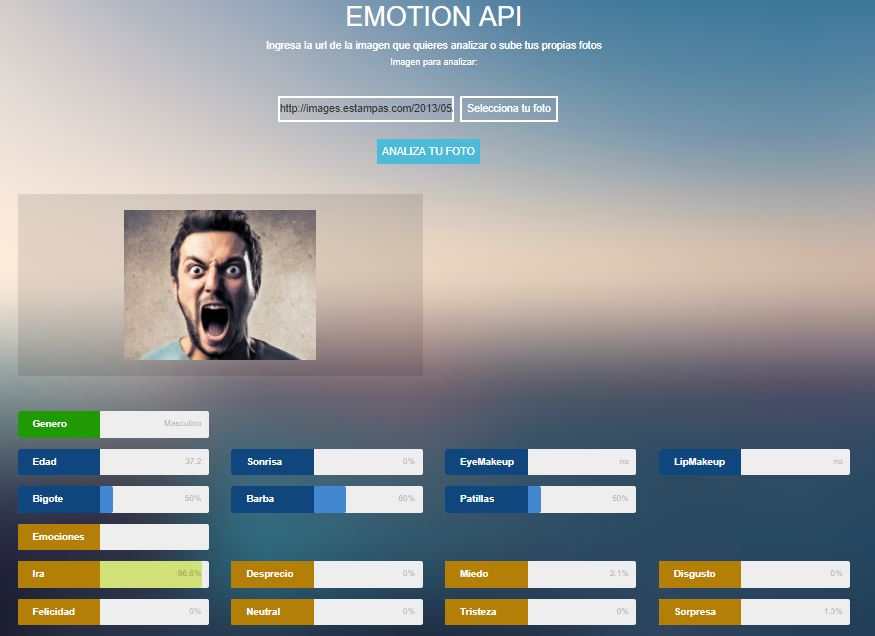 EMOTION API
Ingresa la url de la imagen que quieres analizar o sube tus propias fotos
Imagen para analizar:
http://images.estampas.com/2013/05. Selecciona tu foto
ANALIZA TU FOTO
Genero Masculino
Edad 37.2 Sonrisa 0% EyeMakeup no LipMakeup no
Bigote 50% Barba 60% Patillas 50%
Emociones
Ira 96.6% Desprecio 0% Miedo 2.1% Disgusto 0%
Felicidad 0% Neutral 0% Tristeza 0% Sorpresa 1.3%